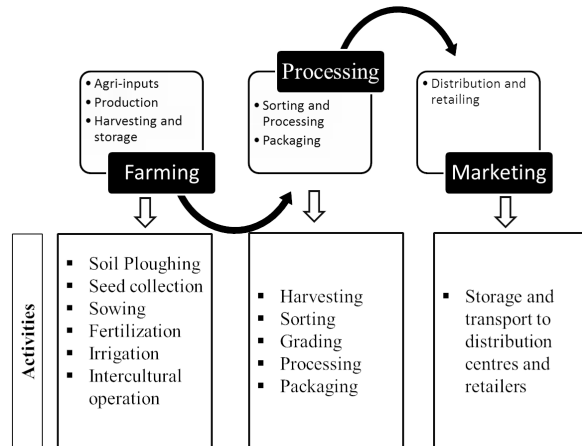 • Agri-inputs
• Production
• Harvesting and
storage
Farming
Processing
• Sorting and
Processing
• Packaging
• Distribution and
retailing
Marketing
Activities
▪ Soil Ploughing
▪ Seed collection
▪ Sowing
▪ Fertilization
▪ Irrigation
▪ Intercultural
operation
▪ Harvesting
▪ Sorting
▪ Grading
▪ Processing
▪ Packaging
▪ Storage and
transport to
distribution
centres and
retailers